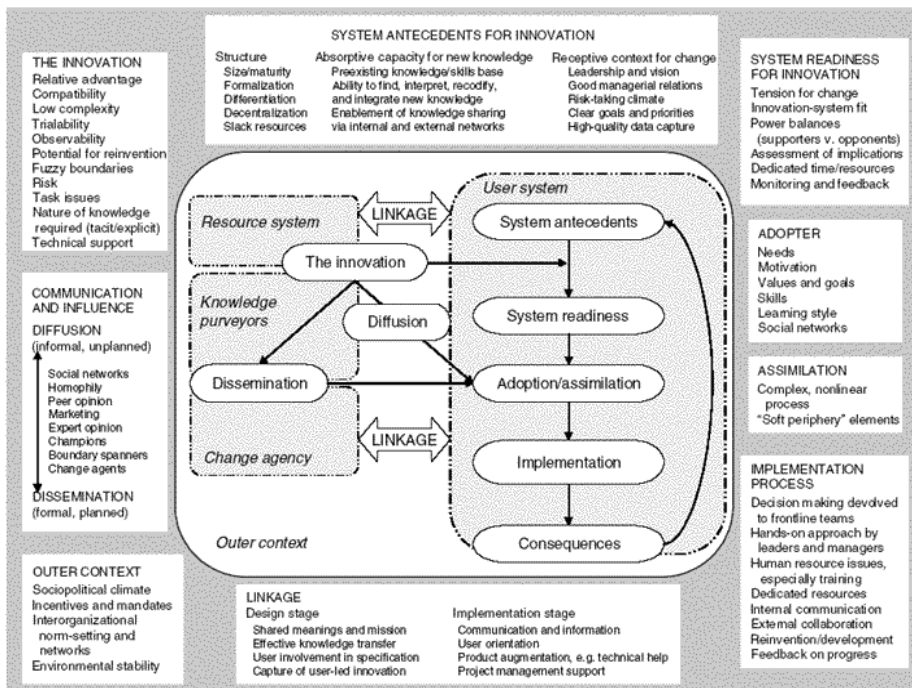 SYSTEM ANTECEDENTS FOR INNOVATION
Structure
Size/maturity
Formalization
Differentiation
Decentralization
Slack resources
Absorptive capacity for new knowledge
Preexisting knowledge/skills base
Ability to find, interpret, recodify,
and integrate new knowledge
Enablement of knowledge sharing
via internal and external networks
Receptive context for change
Leadership and vision
Good managerial relations
Risk-taking climate
Clear goals and priorities
High-quality data capture
THE INNOVATION
Relative advantage
Compatibility
Low complexity
Trialability
Observability
Potential for reinvention
Fuzzy boundaries
Risk
Task issues
Nature of knowledge
required (tacit/explicit)
Technical support
COMMUNICATION
AND INFLUENCE
DIFFUSION
(informal, unplanned)
Social networks
Homophily
Peer opinion
Marketing
Expert opinion
Champions
Boundary spanners
Change agents
DISSEMINATION
(formal, planned)
OUTER CONTEXT
Sociopolitical climate
Incentives and mandates
Interorganizational
norm-setting and
networks
Environmental stability
Resource system
LINKAGE
User system
System antecedents
The innovation
Knowledge
purveyors
Diffusion
System readiness
Dissemination
Adoption/assimilation
LINKAGE
Change agency
Implementation
Outer context
Consequences
SYSTEM READINESS
FOR INNOVATION
Tension for change
Innovation-system fit
Power balances
(supporters v. opponents)
Assessment of implications
Dedicated time/resources
Monitoring and feedback
ADOPTER
Needs
Motivation
Values and goals
Skills
Learning style
Social networks
ASSIMILATION
Complex, nonlinear
process
“Soft periphery” elements
IMPLEMENTATION
PROCESS
Decision making devolved
to frontline teams
Hands-on approach by
leaders and managers
Human resource issues,
especially training
Dedicated resources
Internal communication
External collaboration
Reinvention/development
Feedback on progress
LINKAGE
Design stage
Shared meanings and mission
Effective knowledge transfer
User involvement in specification
Capture of user-led innovation
Implementation stage
Communication and information
User orientation
Product augmentation, e.g. technical help
Project management support